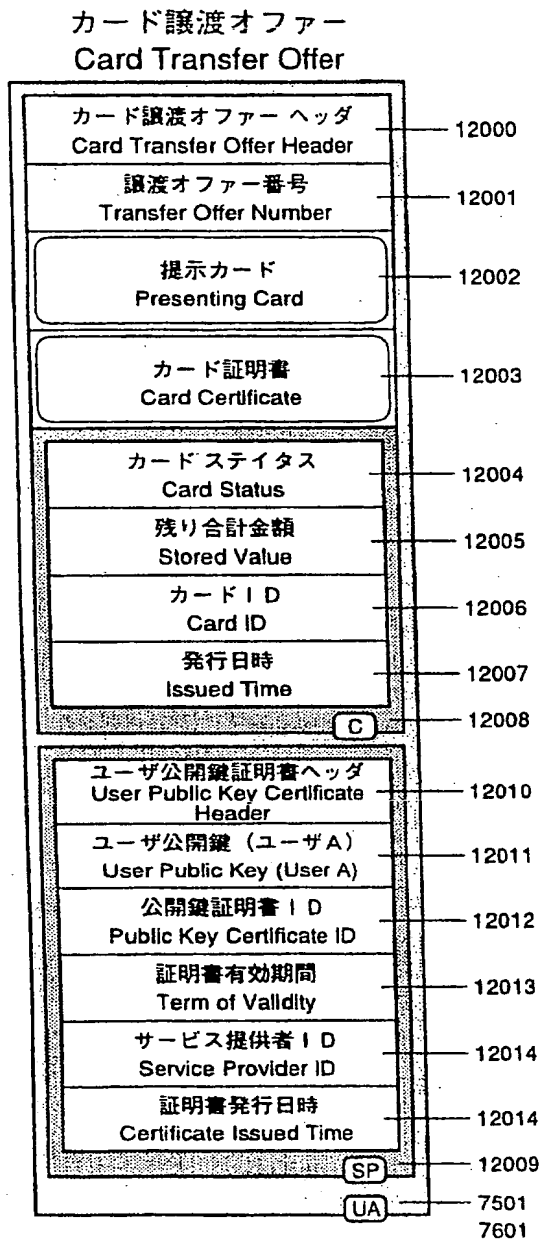 カード譲渡オファー
Card Transfer Offer
カード譲渡オファー ヘッダ
Card Transfer Offer Header
12000
譲渡オファー番号
Transfer Offer Number
12001
提示カード
Presenting Card
12002
カード証明書
Card Certificate
12003
カード ステイタス
Card Status
12004
残り合計金額
Stored Value
12005
カードＩＤ
Card ID
12006
発行日時
Issued Time
12007
C
12008
ユーザ公開鍵証明書ヘッダ
User Public Key Certificate
Header
12010
ユーザ公開鍵（ユーザA）
User Public Key (User A)
12011
公開鍵証明書ＩＤ
Public Key Certificate ID
12012
証明書有効期間
Term of Validity
12013
サービス提供者ＩＤ
Service Provider ID
12014
証明書発行日時
Certificate Issued Time
12014
SP
12009
UA
7501
7601